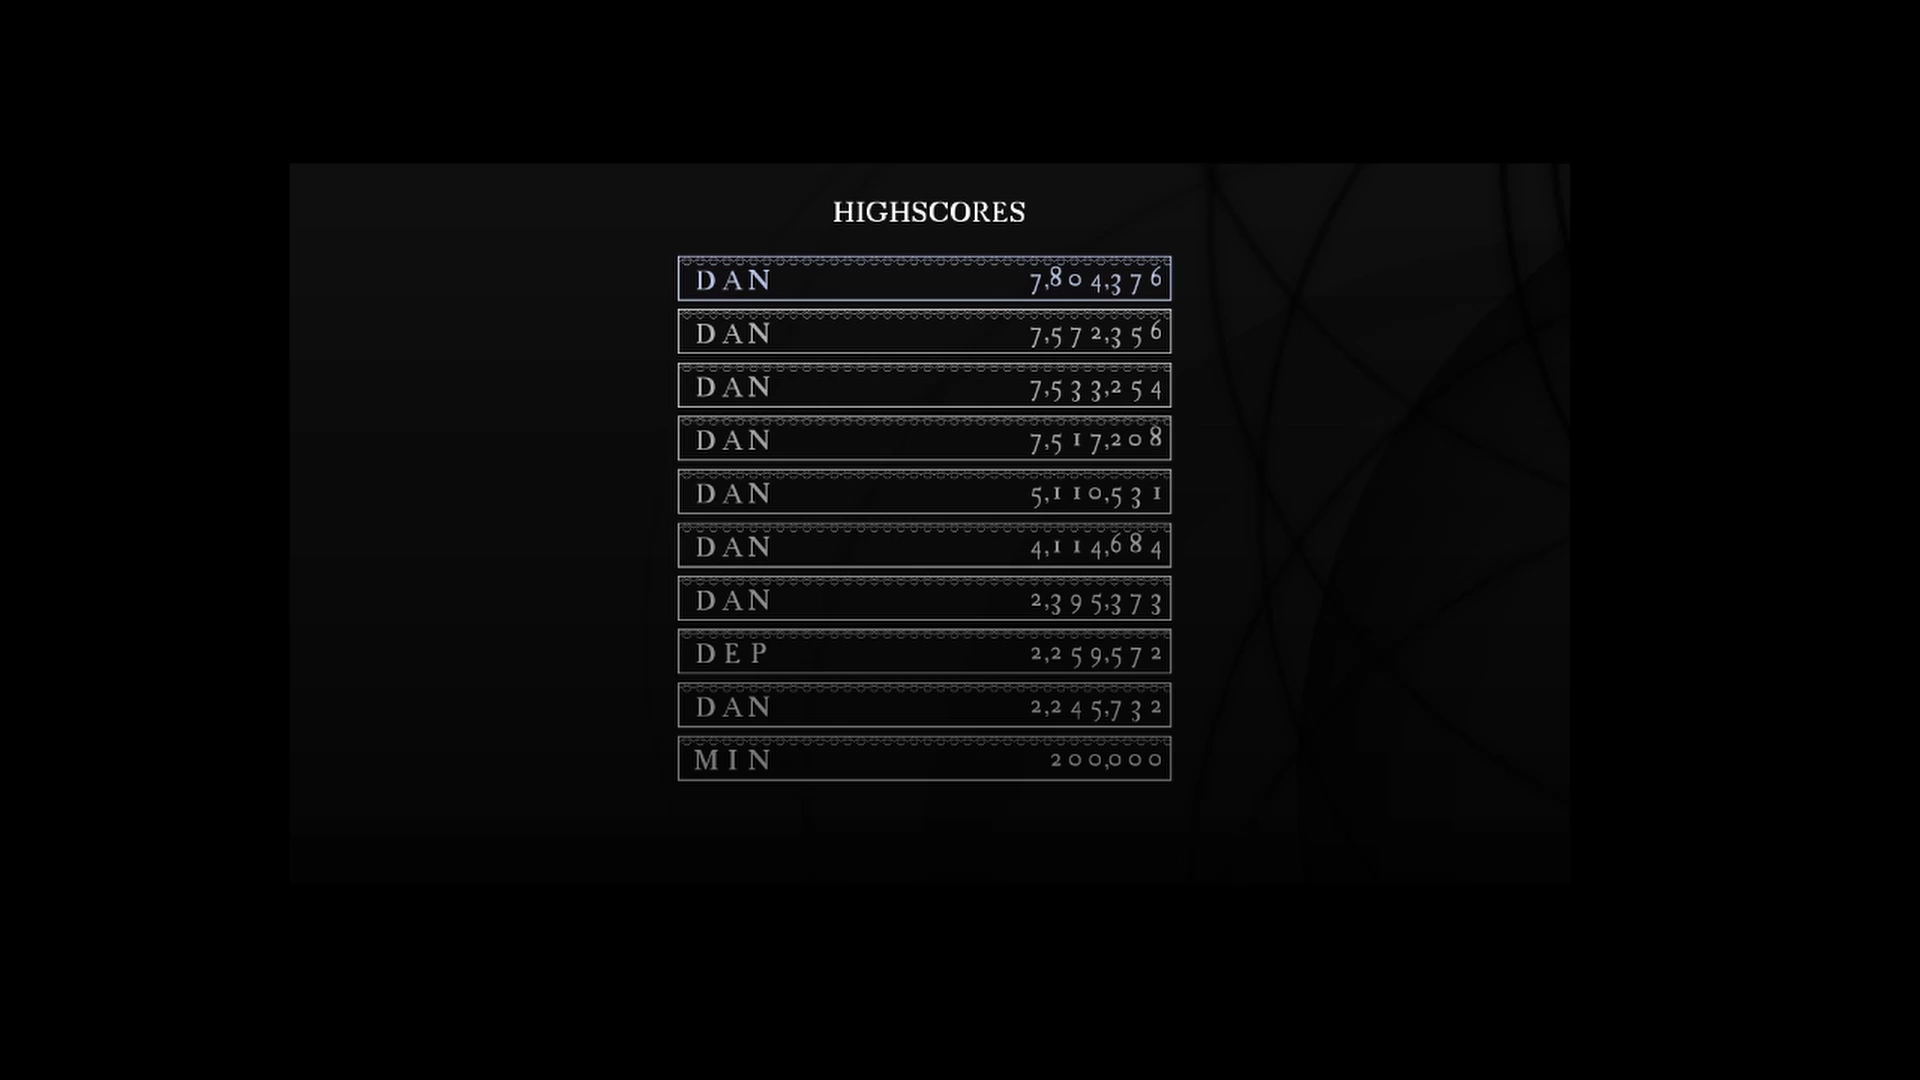 HIGHSCORES
DAN 7,804,376
DAN 7,572,356
DAN 7,533,254
DAN 7,517,208
DAN 5,110,531
DAN 4,114,684
DAN 2,395,373
DEP 2,259,572
DAN 2,245,732
MIN 200,000